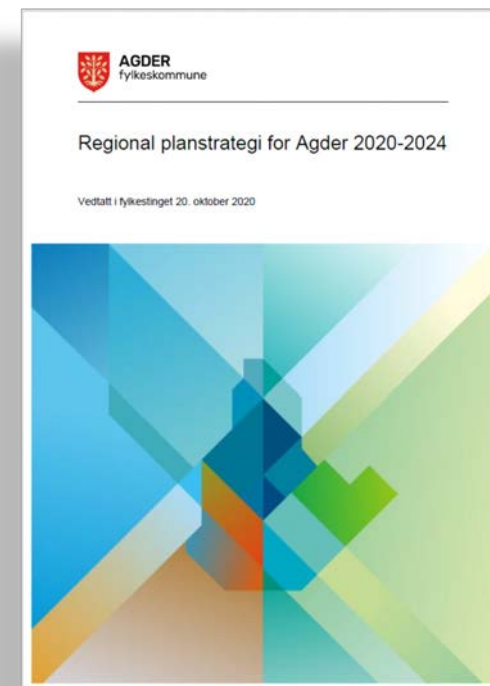 AGDER
fylkeskommune
Regional planstrategi for Agder 2020-2024
Vedtatt i fylkestinget 20. oktober 2020